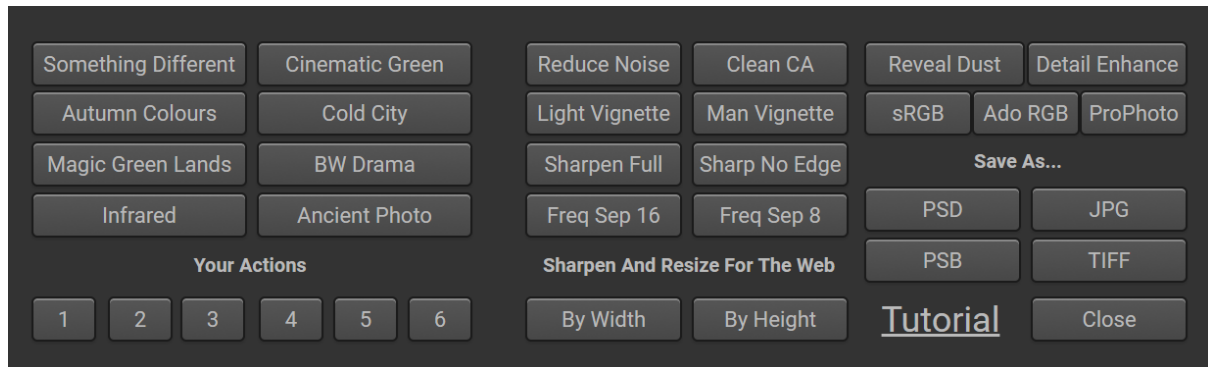 Something Different
Cinematic Green
Autumn Colours
Cold City
Magic Green Lands
BW Drama
Infrared
Ancient Photo
Your Actions
1 2 3 4 5 6
Reduce Noise
Clean CA
Light Vignette
Man Vignette
Sharpen Full
Sharp No Edge
Freq Sep 16
Freq Sep 8
Sharpen And Resize For The Web
By Width
By Height
Reveal Dust
Detail Enhance
sRGB
Ado RGB
ProPhoto
Save As...
PSD
JPG
PSB
TIFF
Tutorial
Close